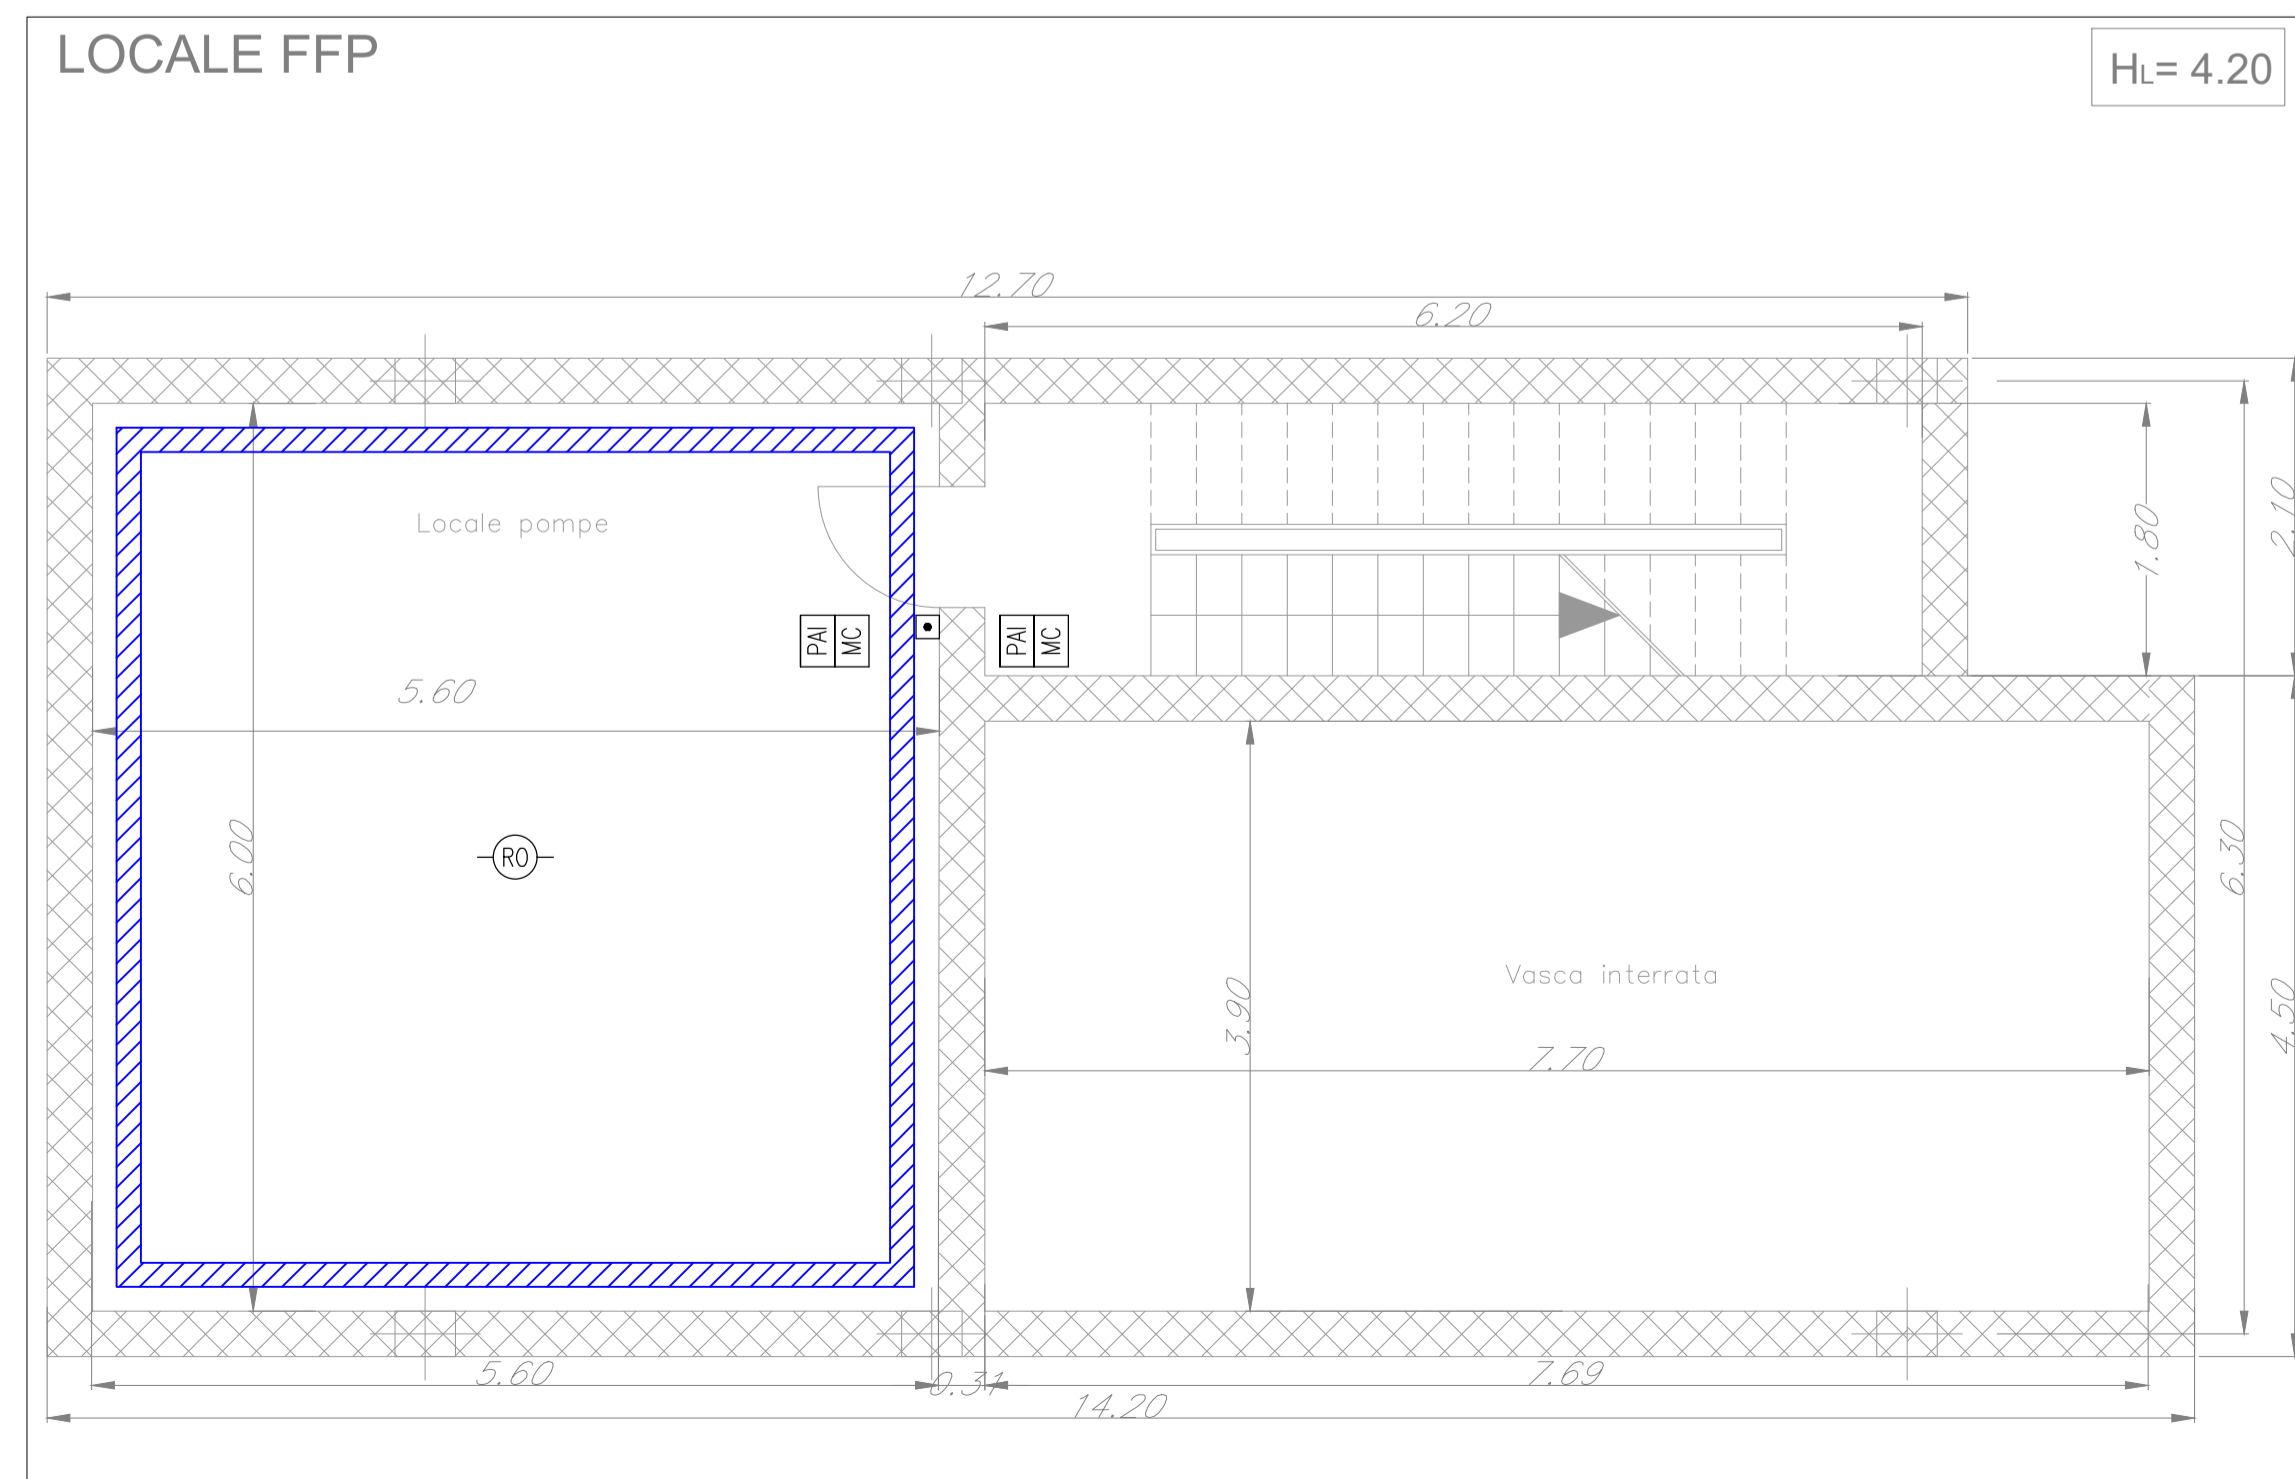 LOCALE FFP
HL= 4.20
12.70
6.20
Locale pompe
1.80
2.10
PAI
MC
PAI
MC
5.60
6.00
R0
6.30
Vasca interrata
3.90
4.50
7.70
5.60
0.31
7.69
14.20